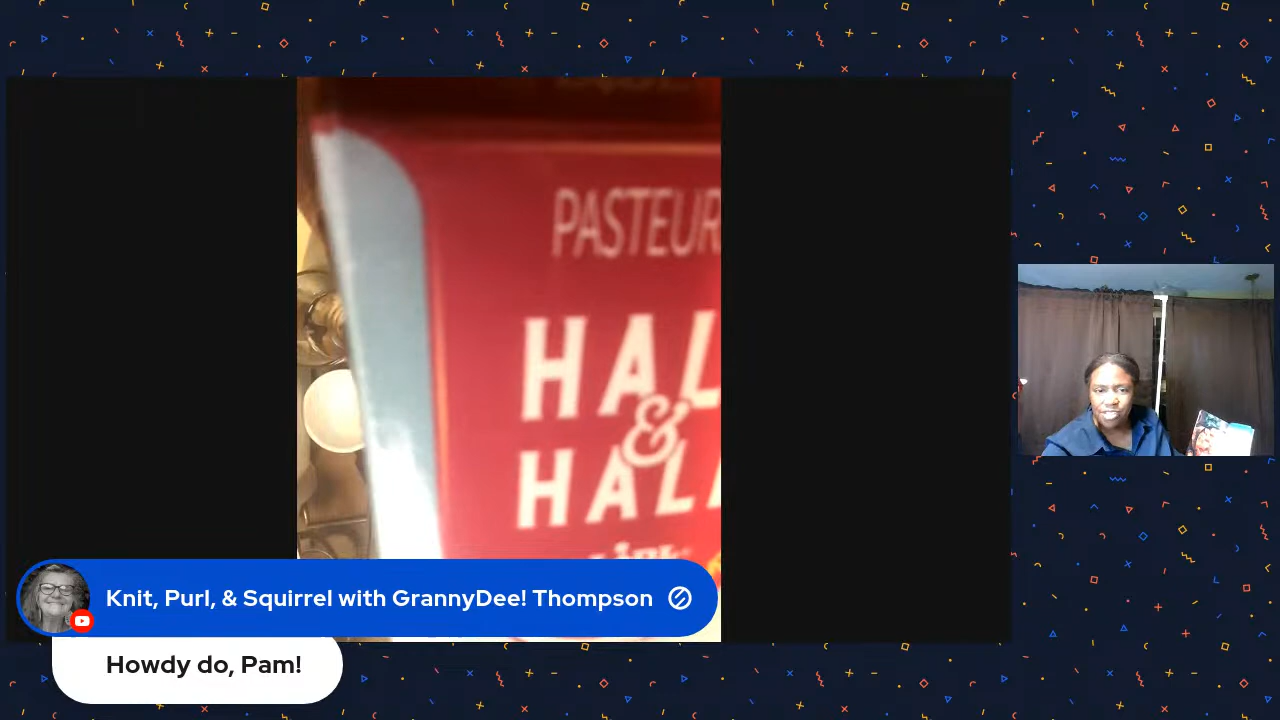 PASTEUR
HAL
&
HAL
Knit, Purl, & Squirrel with GrannyDee! Thompson
Howdy do, Pam!